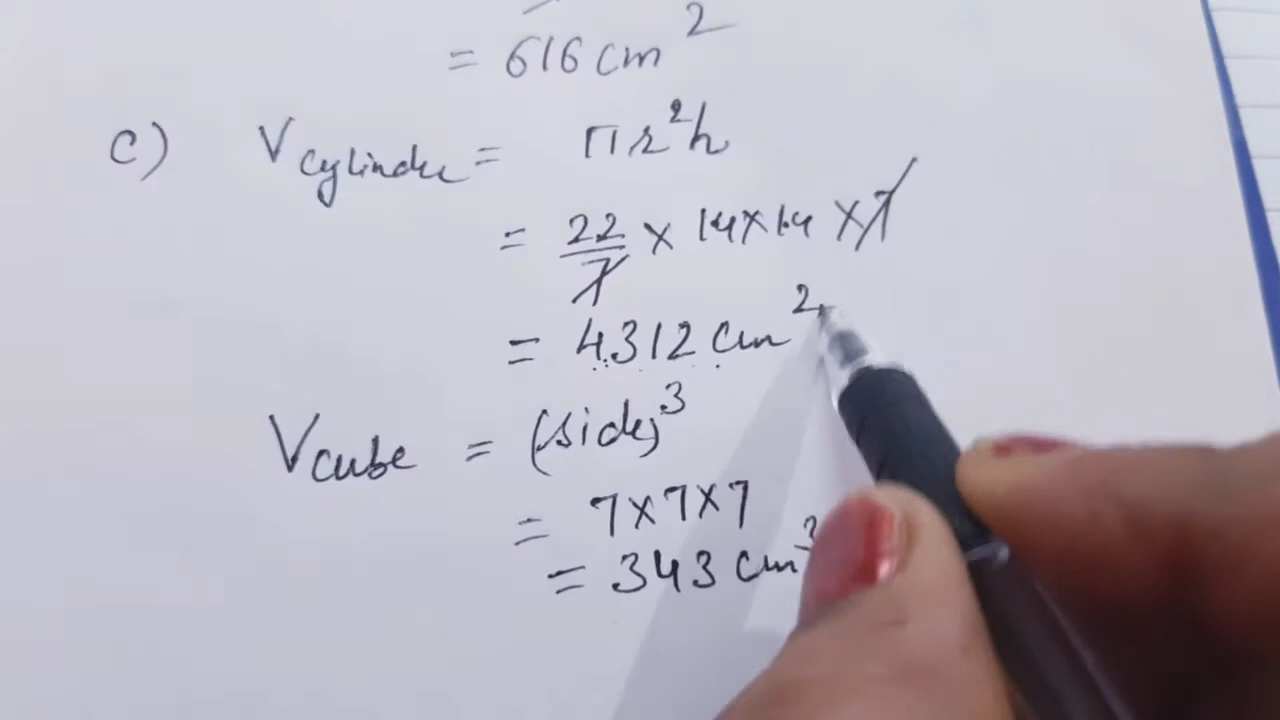 = 616 cm²
c) V cylinder = πr²h
= 22/7 × 14 × 14 × 7
= 4312 cm²
V cube = (side)³
= 7 × 7 × 7
= 343 cm³